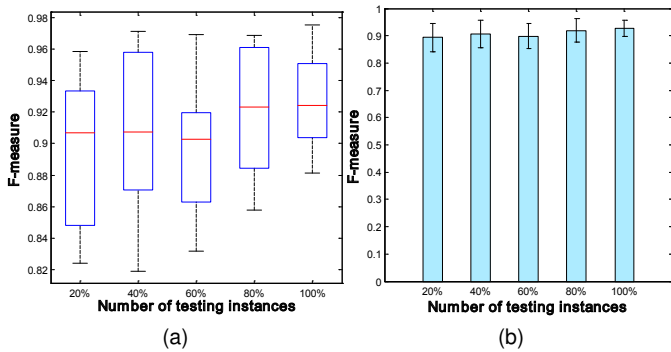 0.98
0.96
0.94
0.92
0.9
0.88
0.86
0.84
0.82
F-measure
20% 40% 60% 80% 100%
Number of testing instances
(a)
1
0.9
0.8
0.7
0.6
0.5
0.4
0.3
0.2
0.1
0
F-measure
20% 40% 60% 80% 100%
Number of testing instances
(b)